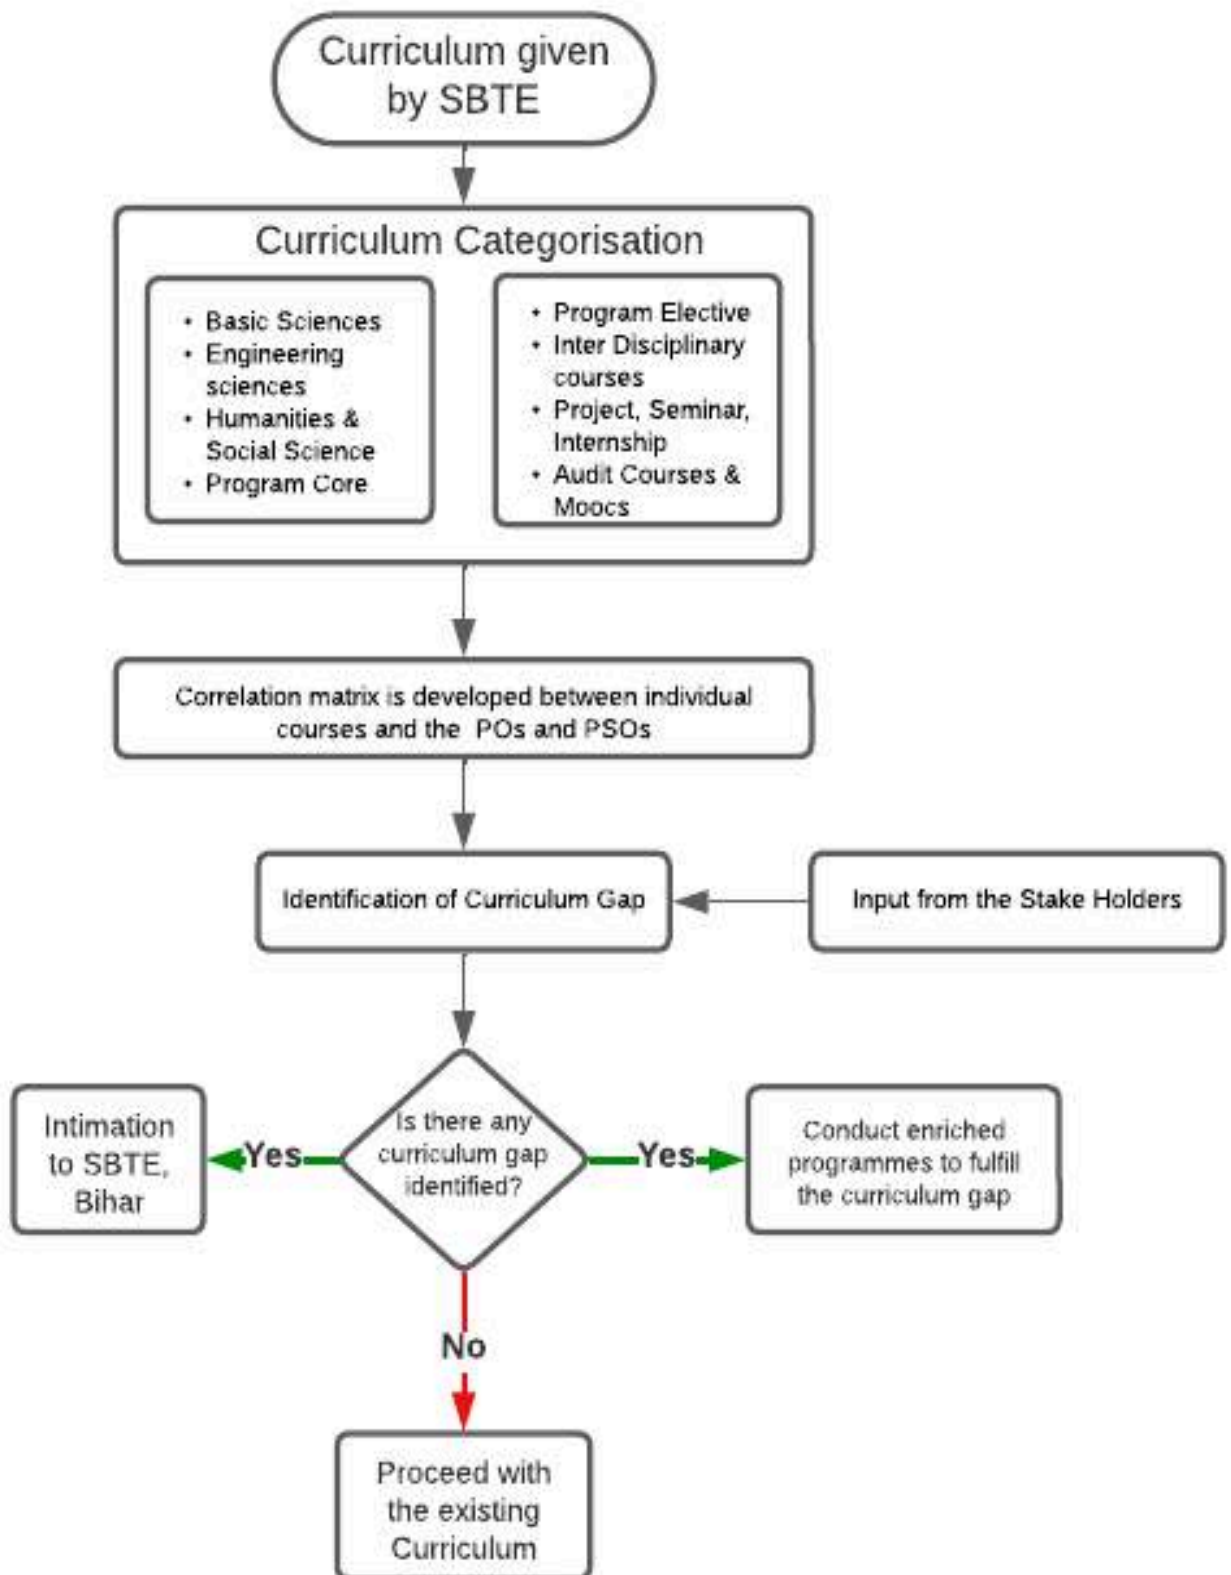 Curriculum given
by SBTE
Curriculum Categorisation
• Basic Sciences
• Engineering
sciences
• Humanities &
Social Science
• Program Core
• Program Elective
• Inter Disciplinary
courses
• Project, Seminar,
Internship
• Audit Courses &
Moocs
Correlation matrix is developed between individual
courses and the POs and PSOs
Identification of Curriculum Gap
Input from the Stake Holders
Is there any
curriculum gap
identified?
Yes
Intimation
to SBTE,
Bihar
Yes
Conduct enriched
programmes to fulfill
the curriculum gap
No
Proceed with
the existing
Curriculum